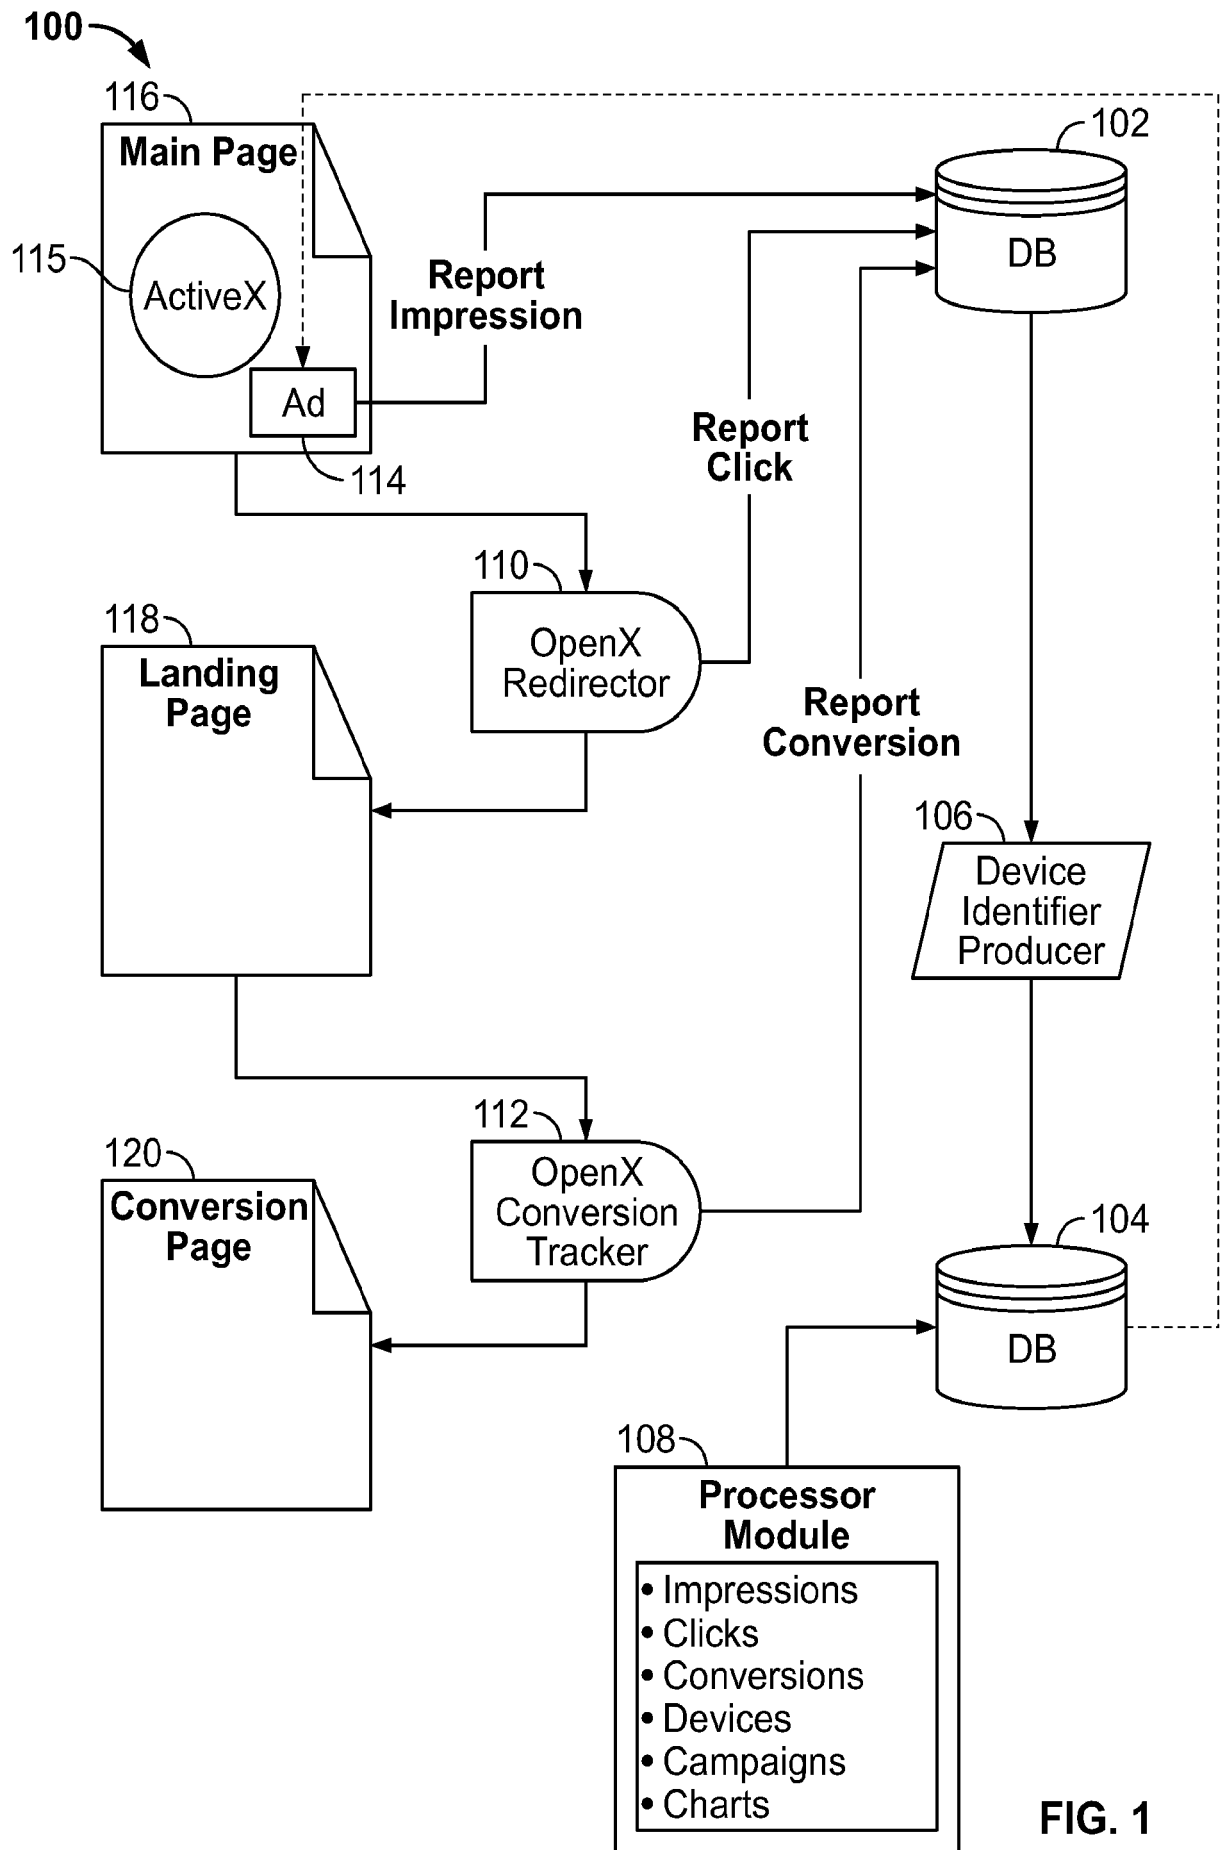 100
116
Main Page
115
ActiveX
Ad
114
Report
Impression
102
DB
Report
Click
110
OpenX
Redirector
118
Landing
Page
Report
Conversion
106
Device
Identifier
Producer
112
OpenX
Conversion
Tracker
120
Conversion
Page
104
DB
108
Processor
Module
• Impressions
• Clicks
• Conversions
• Devices
• Campaigns
• Charts
FIG. 1